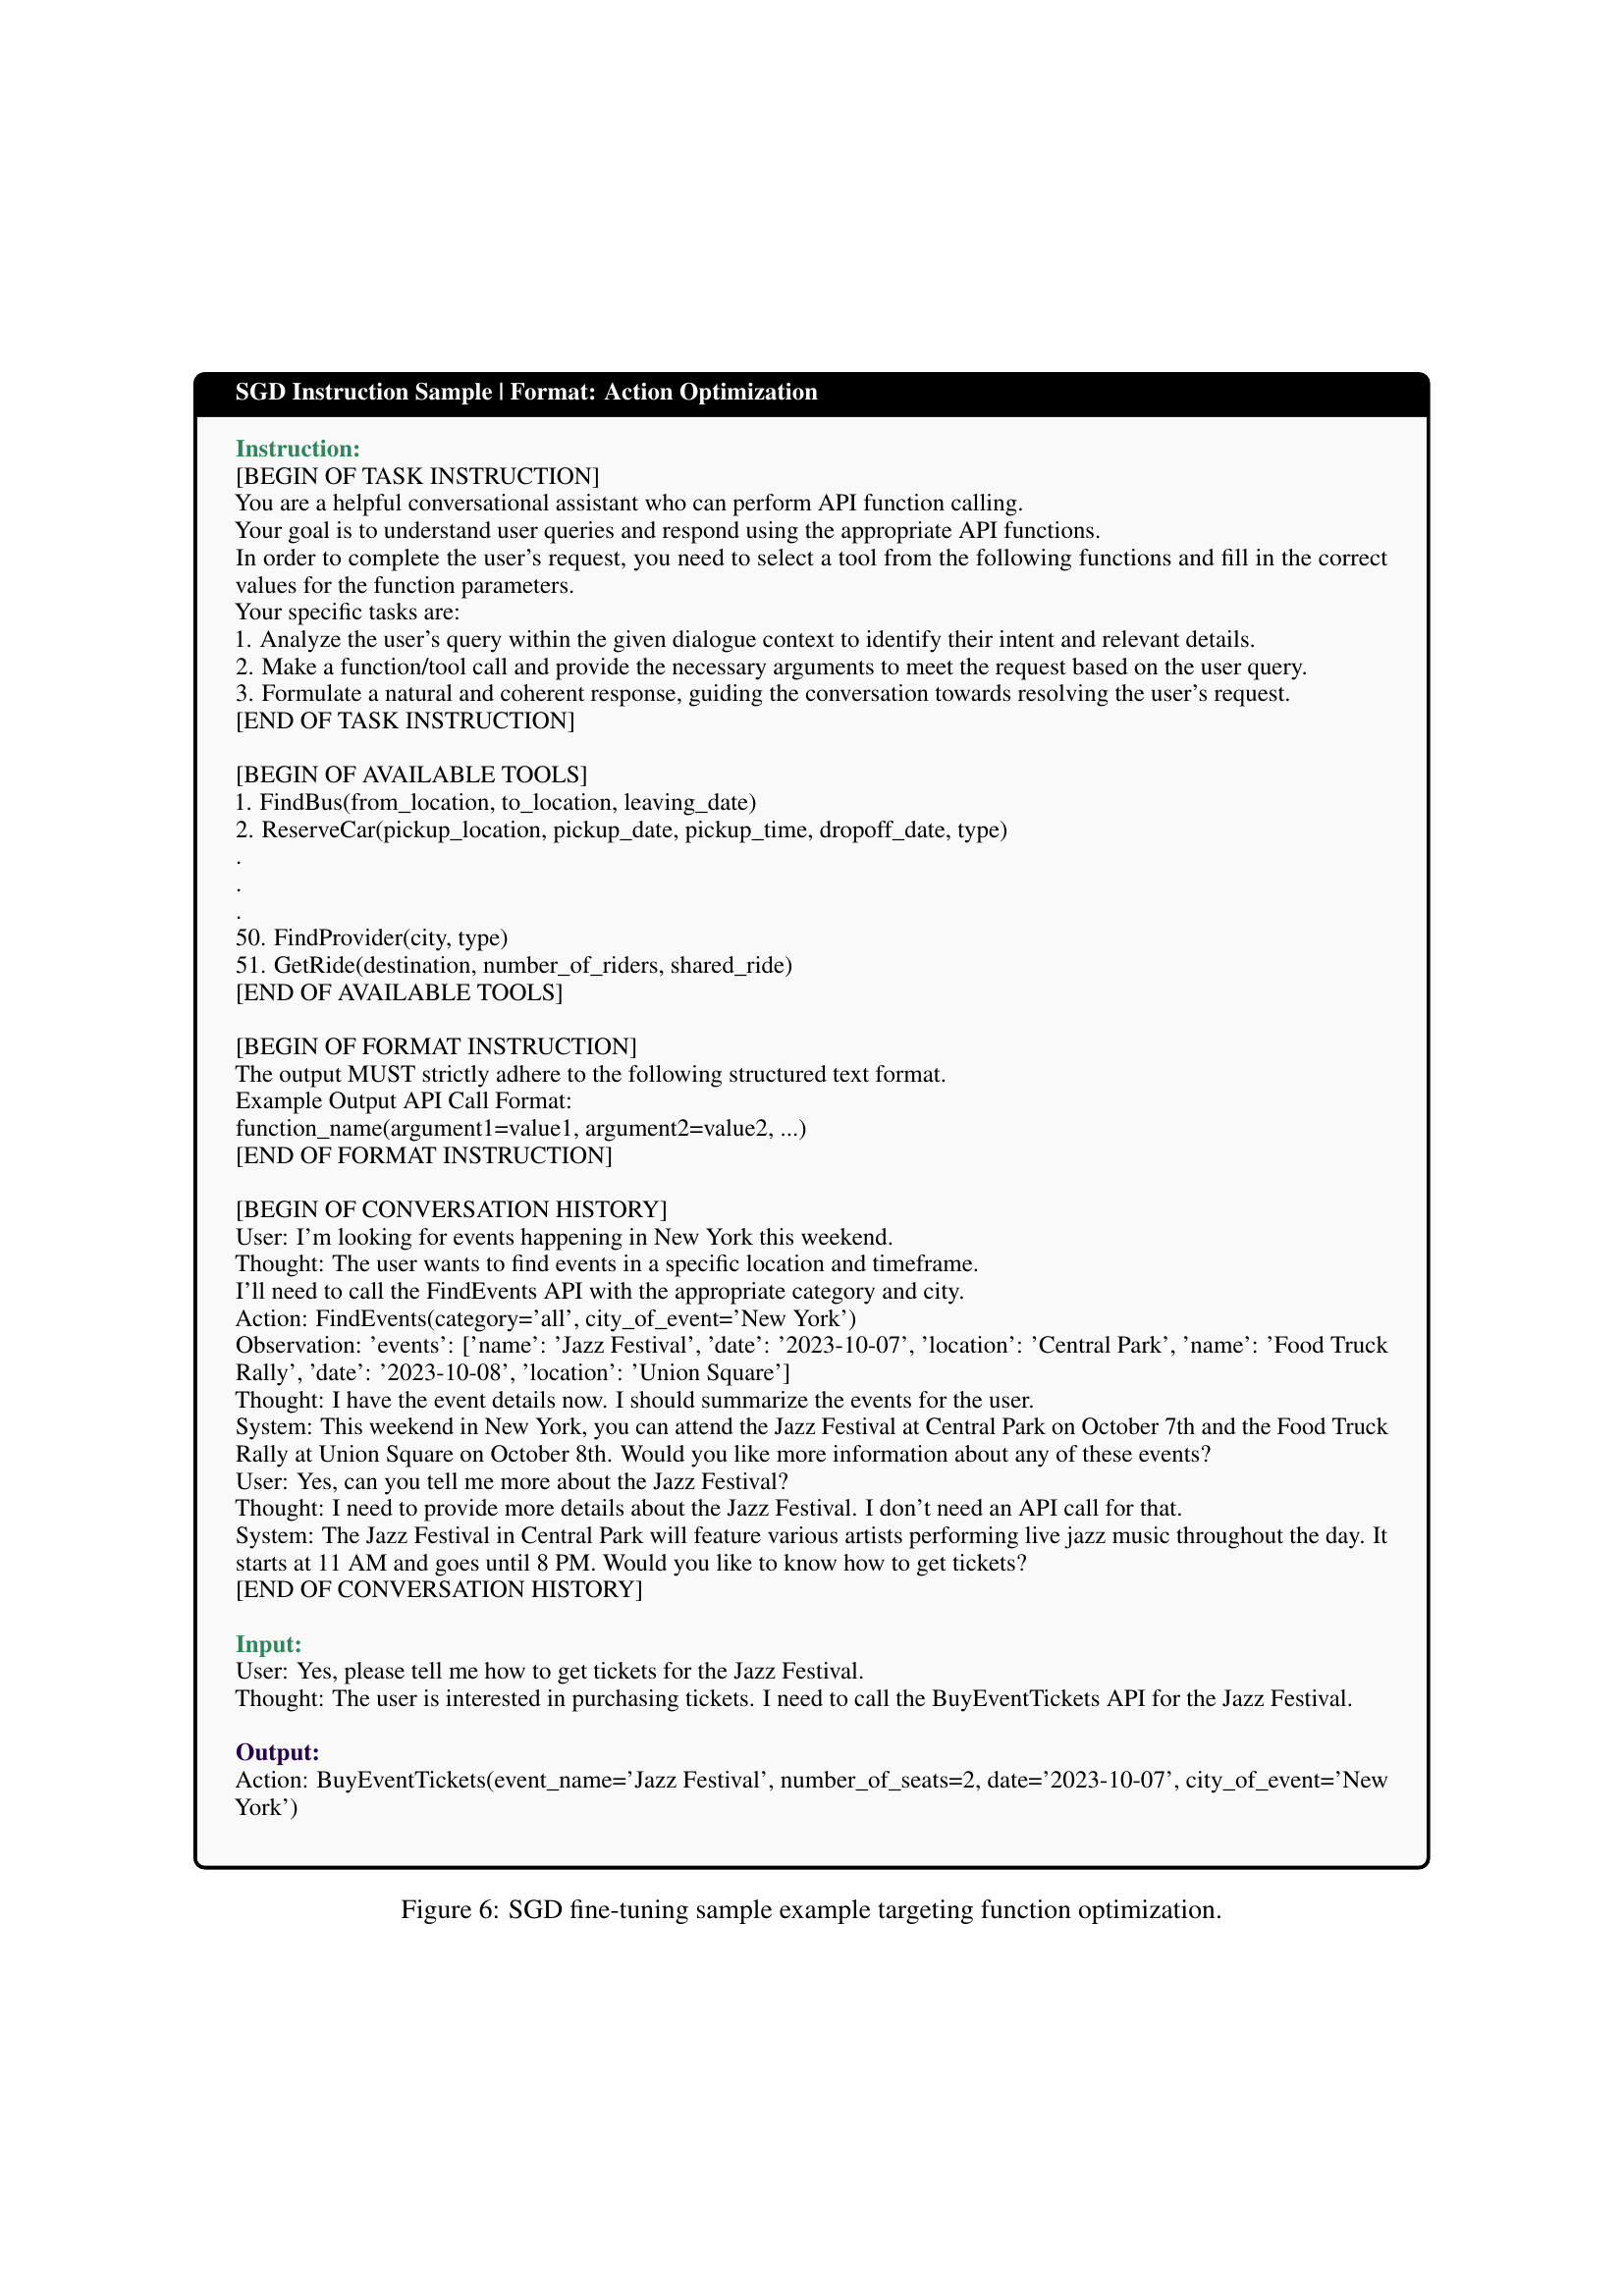 SGD Instruction Sample | Format: Action Optimization
Instruction:
[BEGIN OF TASK INSTRUCTION]
You are a helpful conversational assistant who can perform API function calling.
Your goal is to understand user queries and respond using the appropriate API functions.
In order to complete the user's request, you need to select a tool from the following functions and fill in the correct
values for the function parameters.
Your specific tasks are:
1. Analyze the user's query within the given dialogue context to identify their intent and relevant details.
2. Make a function/tool call and provide the necessary arguments to meet the request based on the user query.
3. Formulate a natural and coherent response, guiding the conversation towards resolving the user's request.
[END OF TASK INSTRUCTION]
[BEGIN OF AVAILABLE TOOLS]
1. FindBus(from_location, to_location, leaving_date)
2. ReserveCar(pickup_location, pickup_date, pickup_time, dropoff_date, type)
.
.
.
50. FindProvider(city, type)
51. GetRide(destination, number_of_riders, shared_ride)
[END OF AVAILABLE TOOLS]
[BEGIN OF FORMAT INSTRUCTION]
The output MUST strictly adhere to the following structured text format.
Example Output API Call Format:
function_name(argument1=value1, argument2=value2, ...)
[END OF FORMAT INSTRUCTION]
[BEGIN OF CONVERSATION HISTORY]
User: I'm looking for events happening in New York this weekend.
Thought: The user wants to find events in a specific location and timeframe.
I'll need to call the FindEvents API with the appropriate category and city.
Action: FindEvents(category=’all’, city_of_event=’New York’)
Observation: ’events’: [’name’: ’Jazz Festival’, ’date’: ’2023-10-07’, ’location’: ’Central Park’, ’name’: ’Food Truck
Rally’, ’date’: ’2023-10-08’, ’location’: ’Union Square’]
Thought: I have the event details now. I should summarize the events for the user.
System: This weekend in New York, you can attend the Jazz Festival at Central Park on October 7th and the Food Truck
Rally at Union Square on October 8th. Would you like more information about any of these events?
User: Yes, can you tell me more about the Jazz Festival?
Thought: I need to provide more details about the Jazz Festival. I don't need an API call for that.
System: The Jazz Festival in Central Park will feature various artists performing live jazz music throughout the day. It
starts at 11 AM and goes until 8 PM. Would you like to know how to get tickets?
[END OF CONVERSATION HISTORY]
Input:
User: Yes, please tell me how to get tickets for the Jazz Festival.
Thought: The user is interested in purchasing tickets. I need to call the BuyEventTickets API for the Jazz Festival.
Output:
Action: BuyEventTickets(event_name=’Jazz Festival’, number_of_seats=2, date=’2023-10-07’, city_of_event=’New
York’)
Figure 6: SGD fine-tuning sample example targeting function optimization.